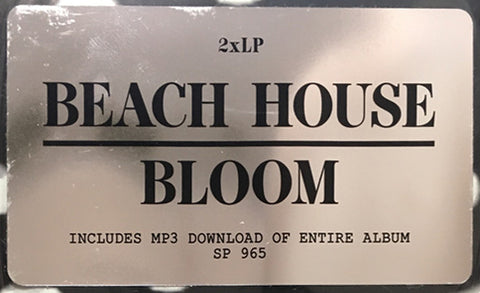 2xLP
BEACH HOUSE
BLOOM
INCLUDES MP3 DOWNLOAD OF ENTIRE ALBUM
SP 965